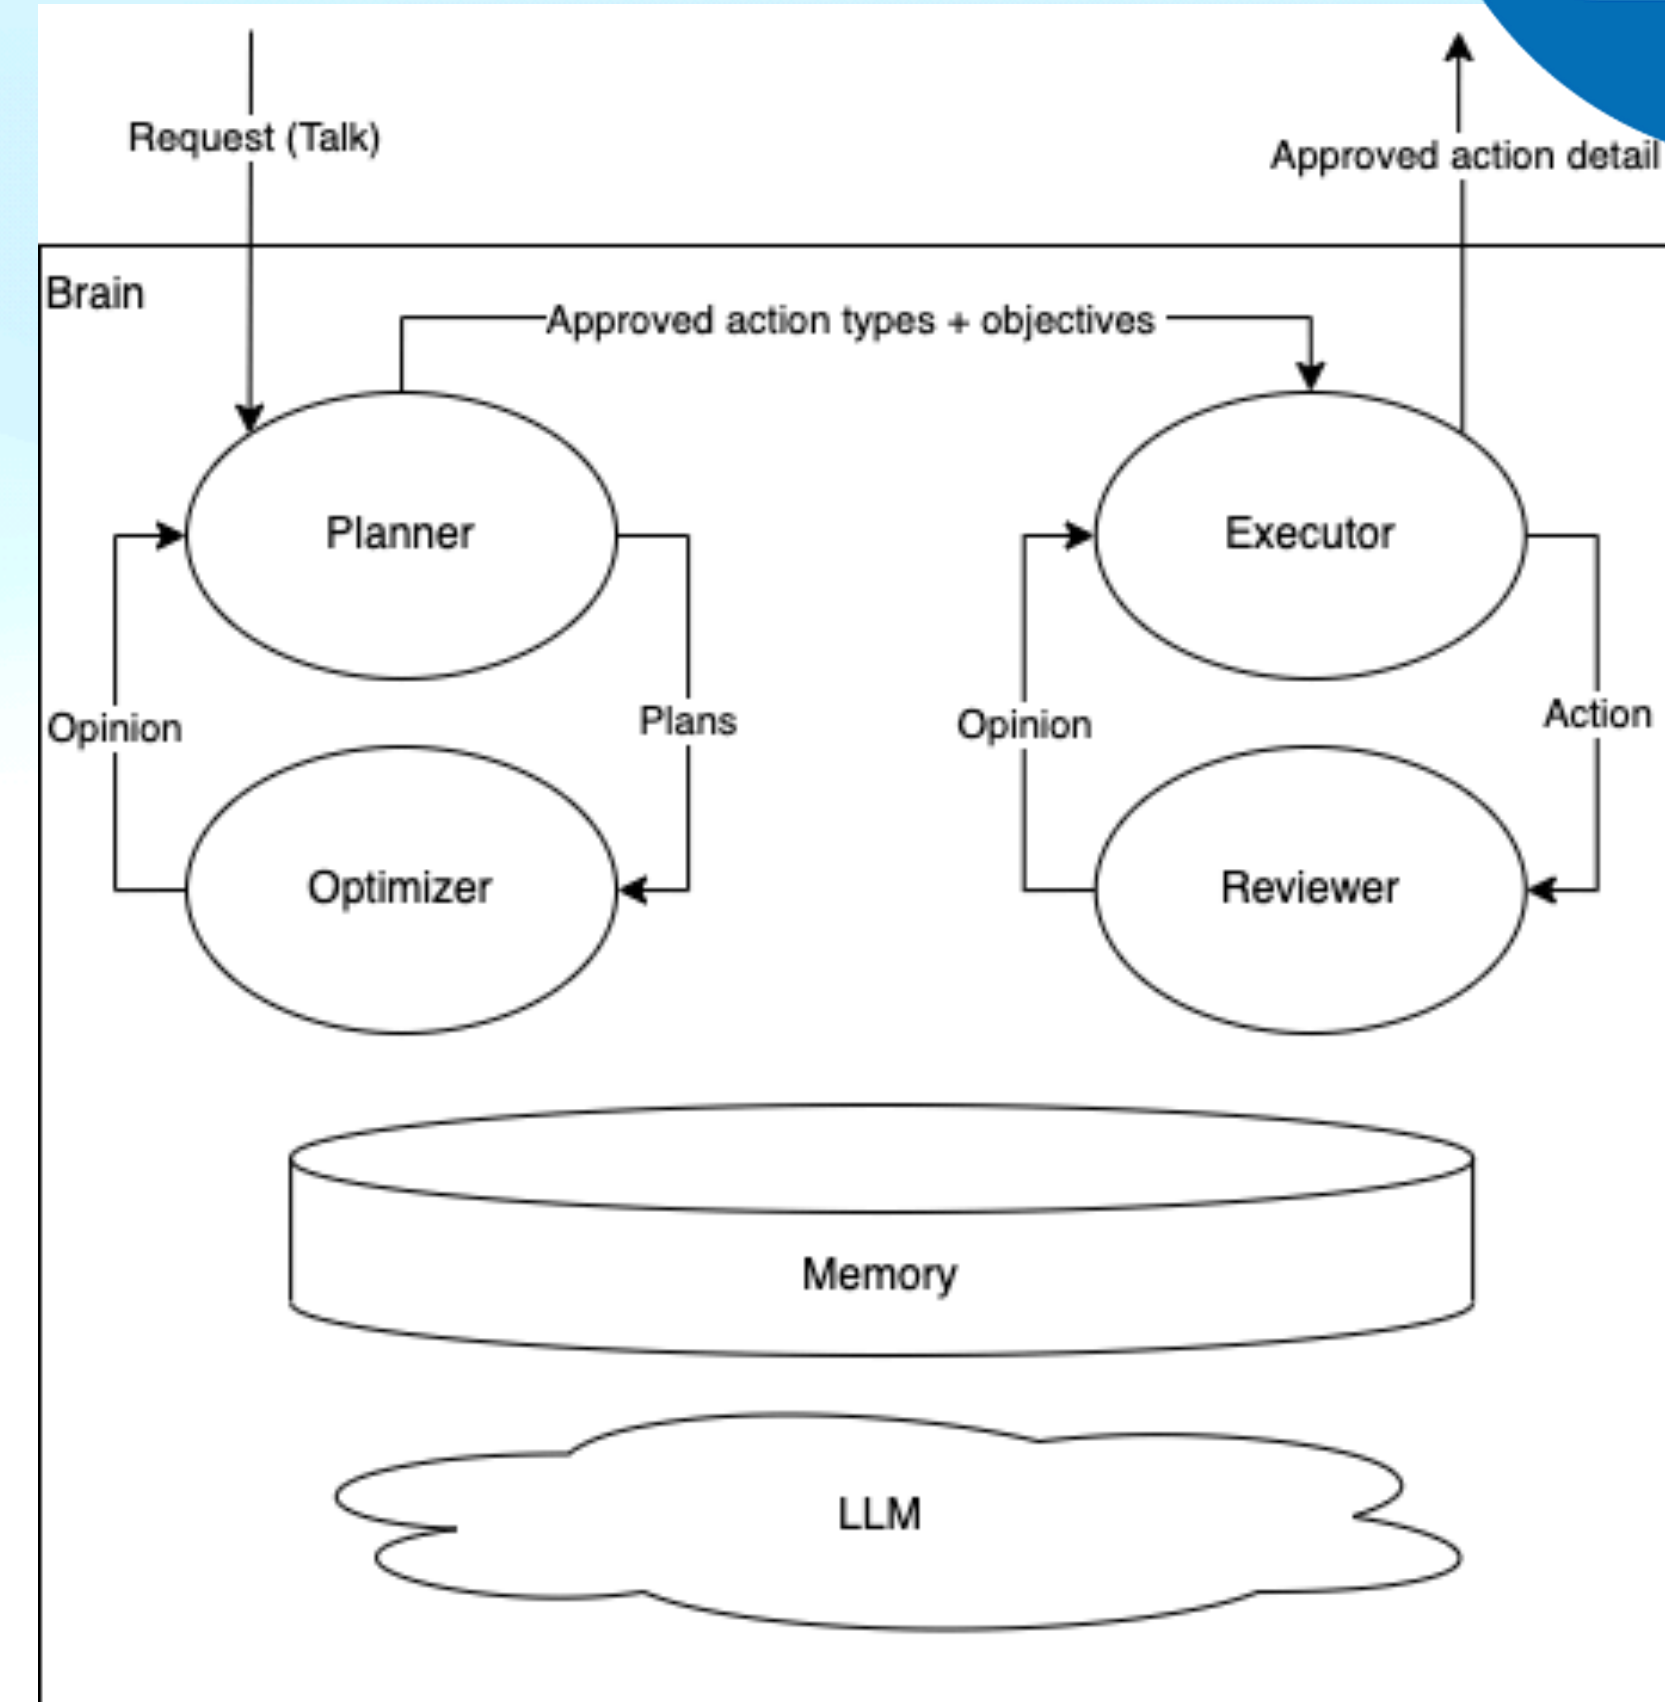 Request (Talk)
Approved action detail
Brain
Approved action types + objectives
Planner
Executor
Opinion
Plans
Opinion
Action
Optimizer
Reviewer
Memory
LLM